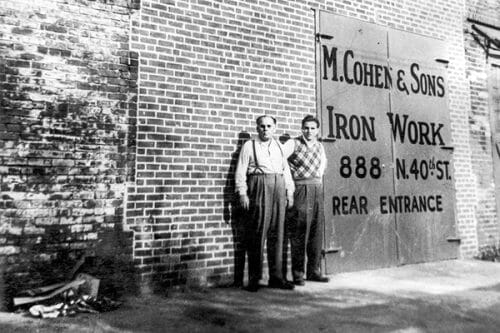 M. COHEN & SONS
IRON WORK
888 N. 40TH ST.
REAR ENTRANCE